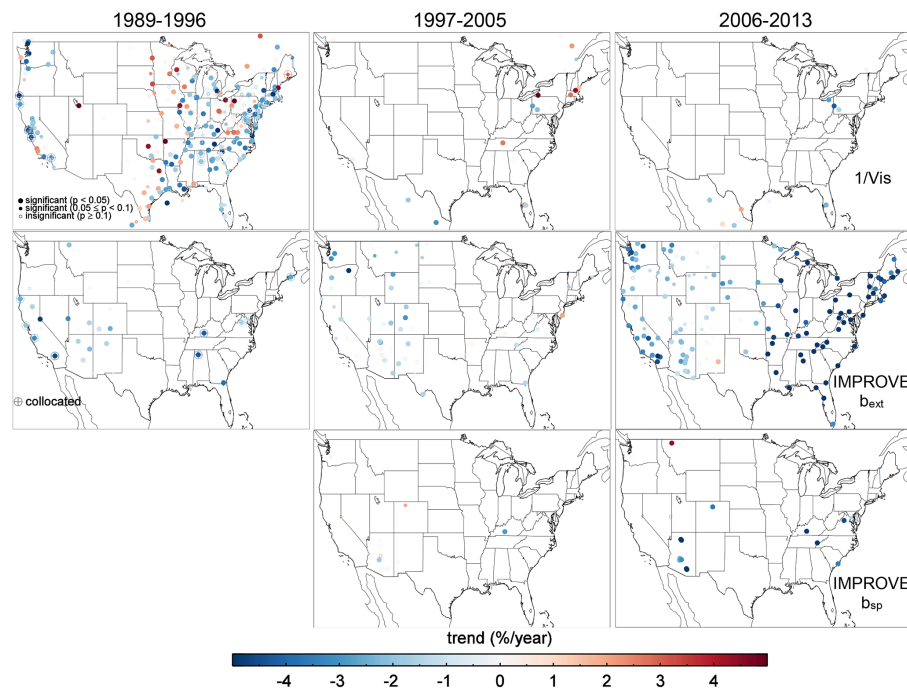 1989-1996 1997-2005 2006-2013
1/Vis
significant (p < 0.05)
significant (0.05 ≤ p < 0.1)
insignificant (p ≥ 0.1)
IMPROVE
bext
collocated
IMPROVE
bsp
trend (%/year)
-4 -3 -2 -1 0 1 2 3 4